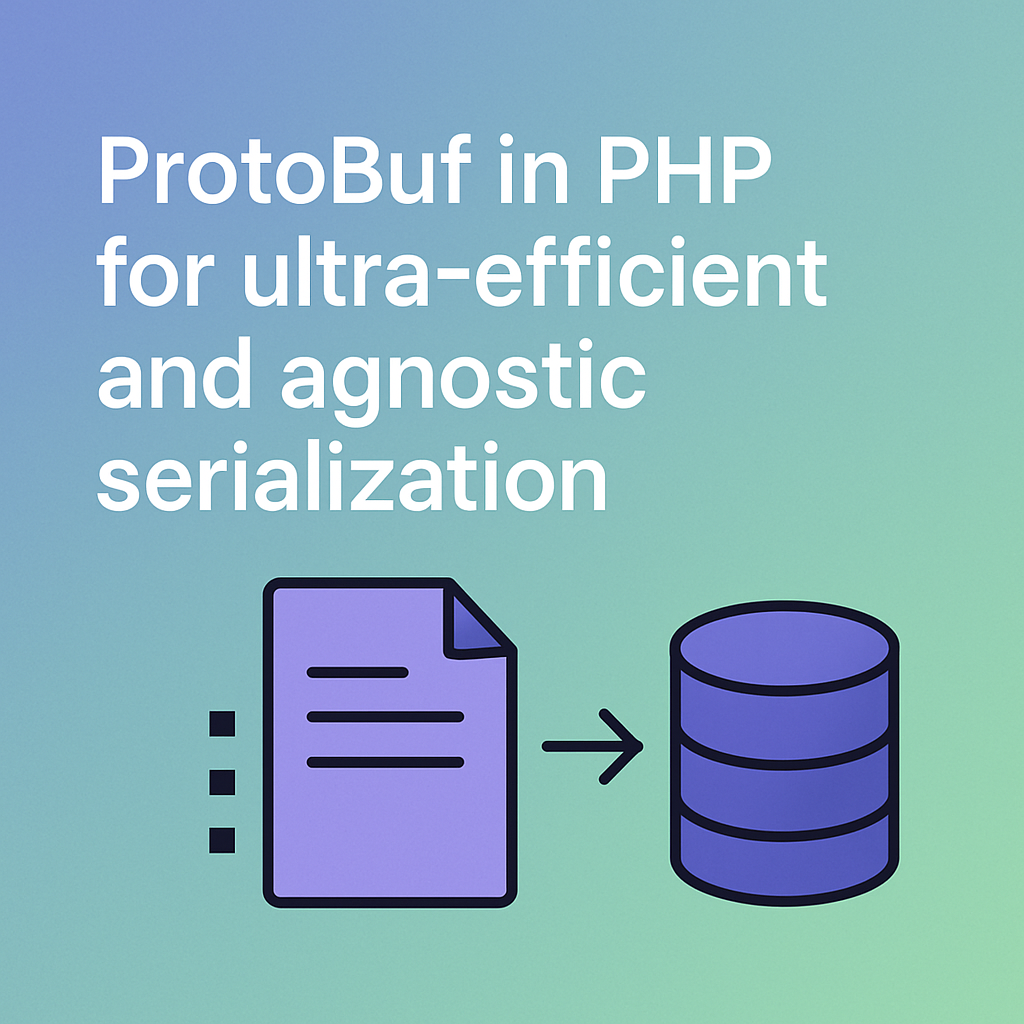 ProtoBuf in PHP
for ultra-efficient
and agnostic
serialization